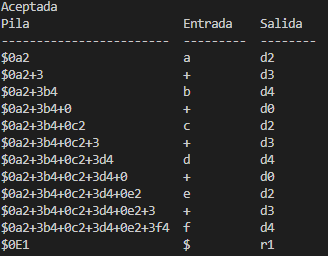 Aceptada
Pila Entrada Salida
------------------------ --------- --------
$0a2 a d2
$0a2+3 + d3
$0a2+3b4 b d4
$0a2+3b4+0 + d0
$0a2+3b4+0c2 c d2
$0a2+3b4+0c2+3 + d3
$0a2+3b4+0c2+3d4 d d4
$0a2+3b4+0c2+3d4+0 + d0
$0a2+3b4+0c2+3d4+0e2 e d2
$0a2+3b4+0c2+3d4+0e2+3 + d3
$0a2+3b4+0c2+3d4+0e2+3f4 f d4
$0E1 $ r1